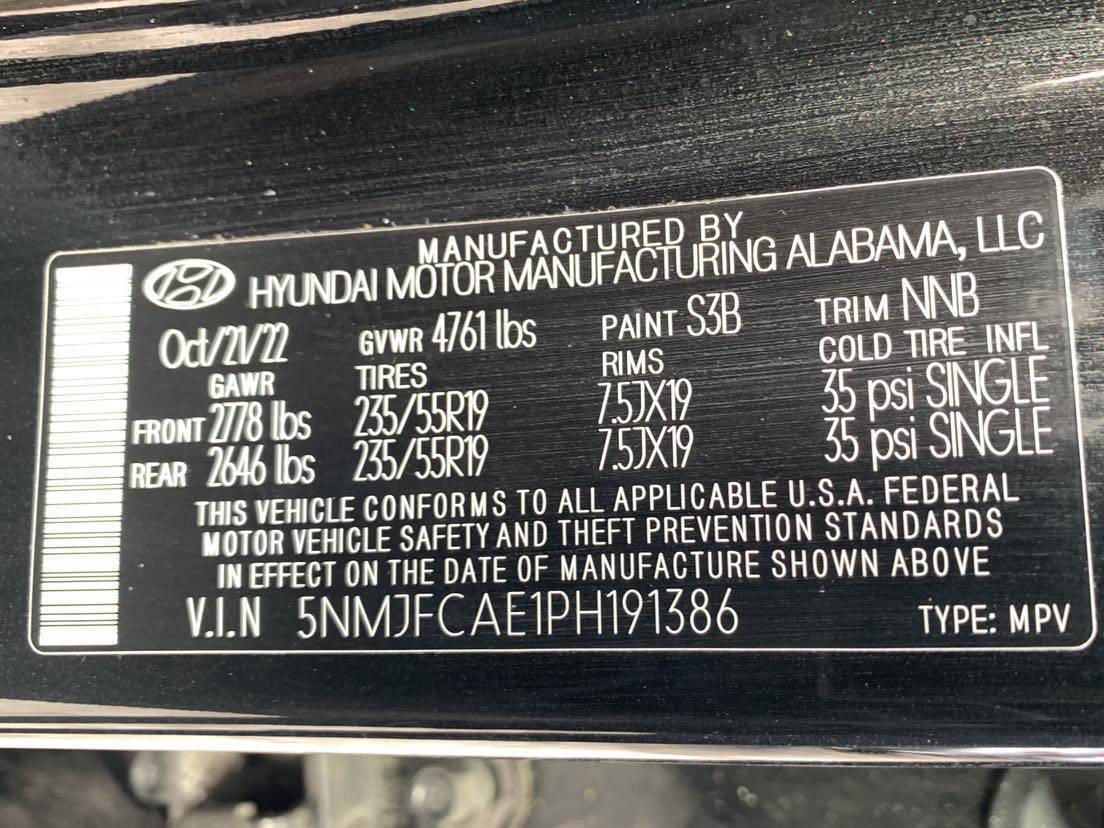 MANUFACTURED BY
HYUNDAI MOTOR MANUFACTURING ALABAMA, LLC
Oct/21/22 GVWR 4761 lbs PAINT S3B TRIM NNB
GAWR TIRES RIMS COLD TIRE INFL
FRONT 2778 lbs 235/55R19 7.5JX19 35 psi SINGLE
REAR 2646 lbs 235/55R19 7.5JX19 35 psi SINGLE
THIS VEHICLE CONFORMS TO ALL APPLICABLE U.S.A. FEDERAL
MOTOR VEHICLE SAFETY AND THEFT PREVENTION STANDARDS
IN EFFECT ON THE DATE OF MANUFACTURE SHOWN ABOVE
V.I.N 5NMJFCAE1PH191386 TYPE: MPV